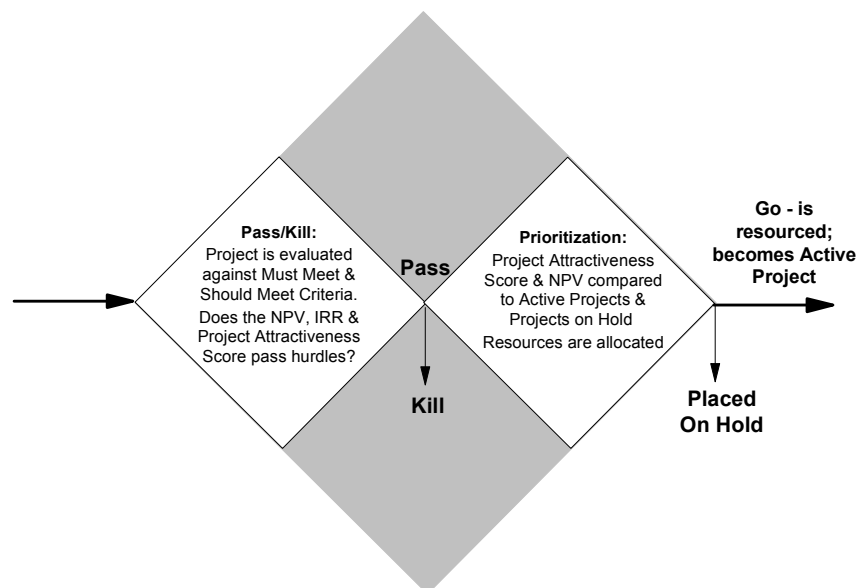 Pass/Kill:
Project is evaluated
against Must Meet &
Should Meet Criteria.
Does the NPV, IRR &
Project Attractiveness
Score pass hurdles?
Pass
Kill
Prioritization:
Project Attractiveness
Score & NPV compared
to Active Projects &
Projects on Hold
Resources are allocated
Go - is
resourced;
becomes Active
Project
Placed
On Hold